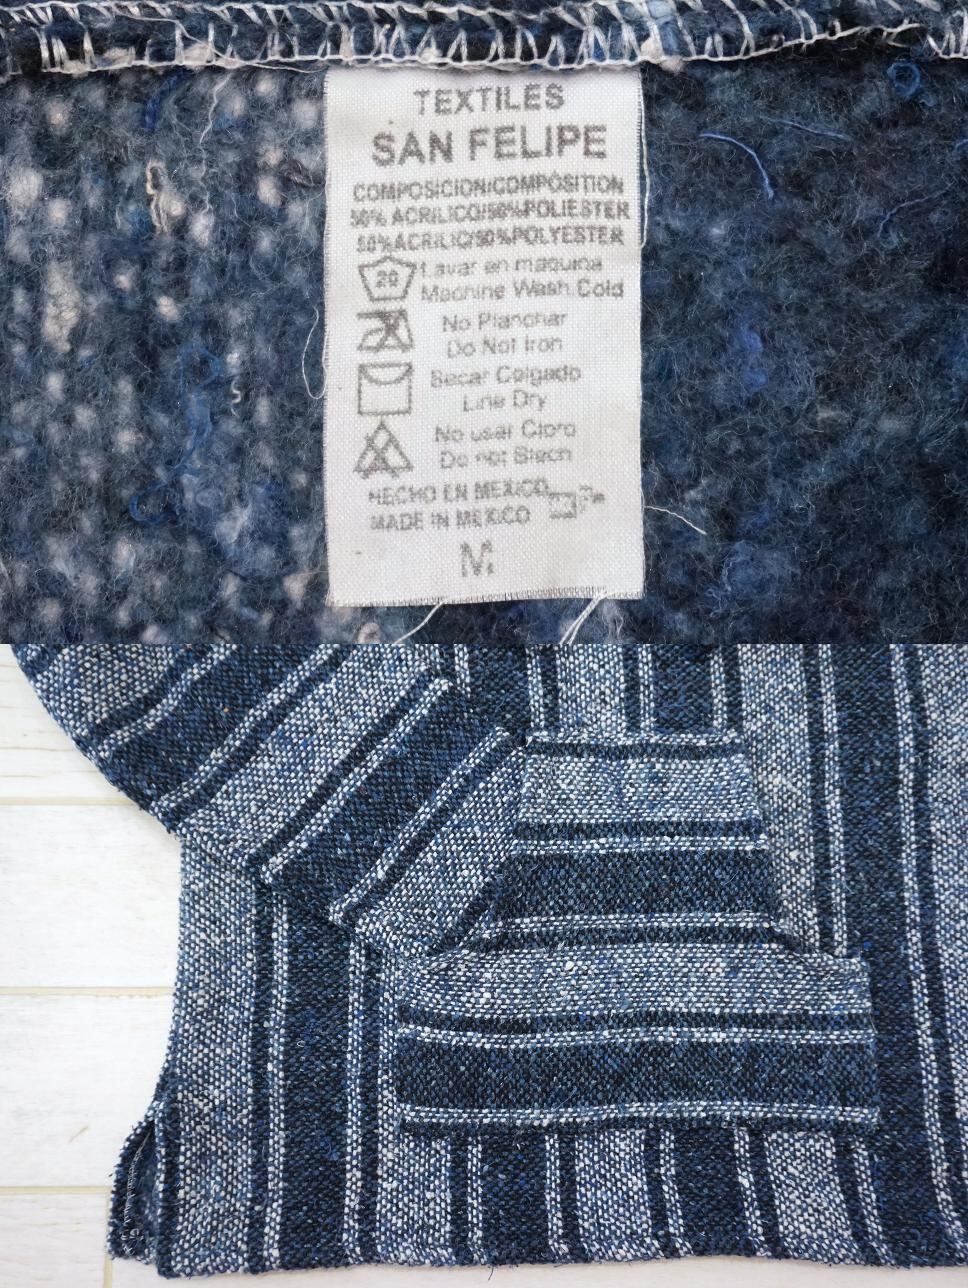 TEXTILES
SAN FELIPE
COMPOSICION/COMPOSITION
50% ACRILICO/50%POLIESTER
50%ACRILIC/50%POLYESTER
20
Lavar en maquina
Machine Wash Cold
No Planchar
Do Not Iron
Secar Colgado
Line Dry
No usar Cloro
Do not Blech
HECHO EN MEXICO
MADE IN MEXICO
M